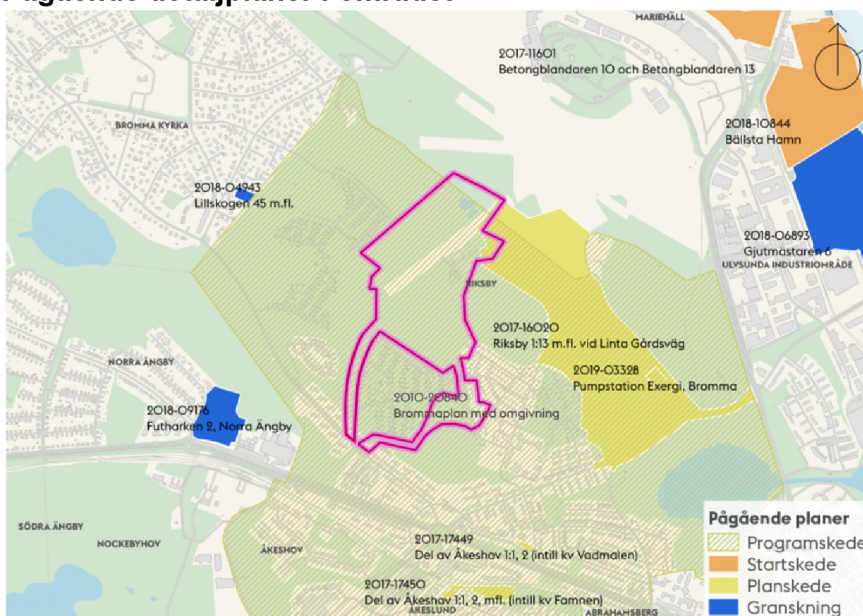 Pågående detaljplaner i området
MARIEHÄLL
2017-11601
Betongblandaren 10 och Betongblandaren 13
BROMMA KYRKA
2018-10844
Bällsta Hamn
2018-04943
Lillskogen 45 m.fl.
2018-06893
Gjutmästaren 6
ULVSUNDA INDUSTRIOMRÅDE
RIKSBY
2017-16020
Riksby 1:13 m.fl. vid Linta Gårdsväg
NORRA ÄNGBY
2019-03328
Pumpstation Exergi, Bromma
2010-20840
Brommaplan med omgivning
2018-09176
Futharken 2, Norra Ängby
Pågående planer
Programskede
Startskede
Planskede
Granskning
SÖDRA ÄNGBY
NOCKEBYHOV
ÅKESHOV
2017-17449
Del av Åkeshov 1:1, 2 (intill kv Vadmalen)
2017-17450
Del av Åkeshov 1:1, 2, mfl. (intill kv Famnen)
ÅKESLUND
ABRAHAMSBERG